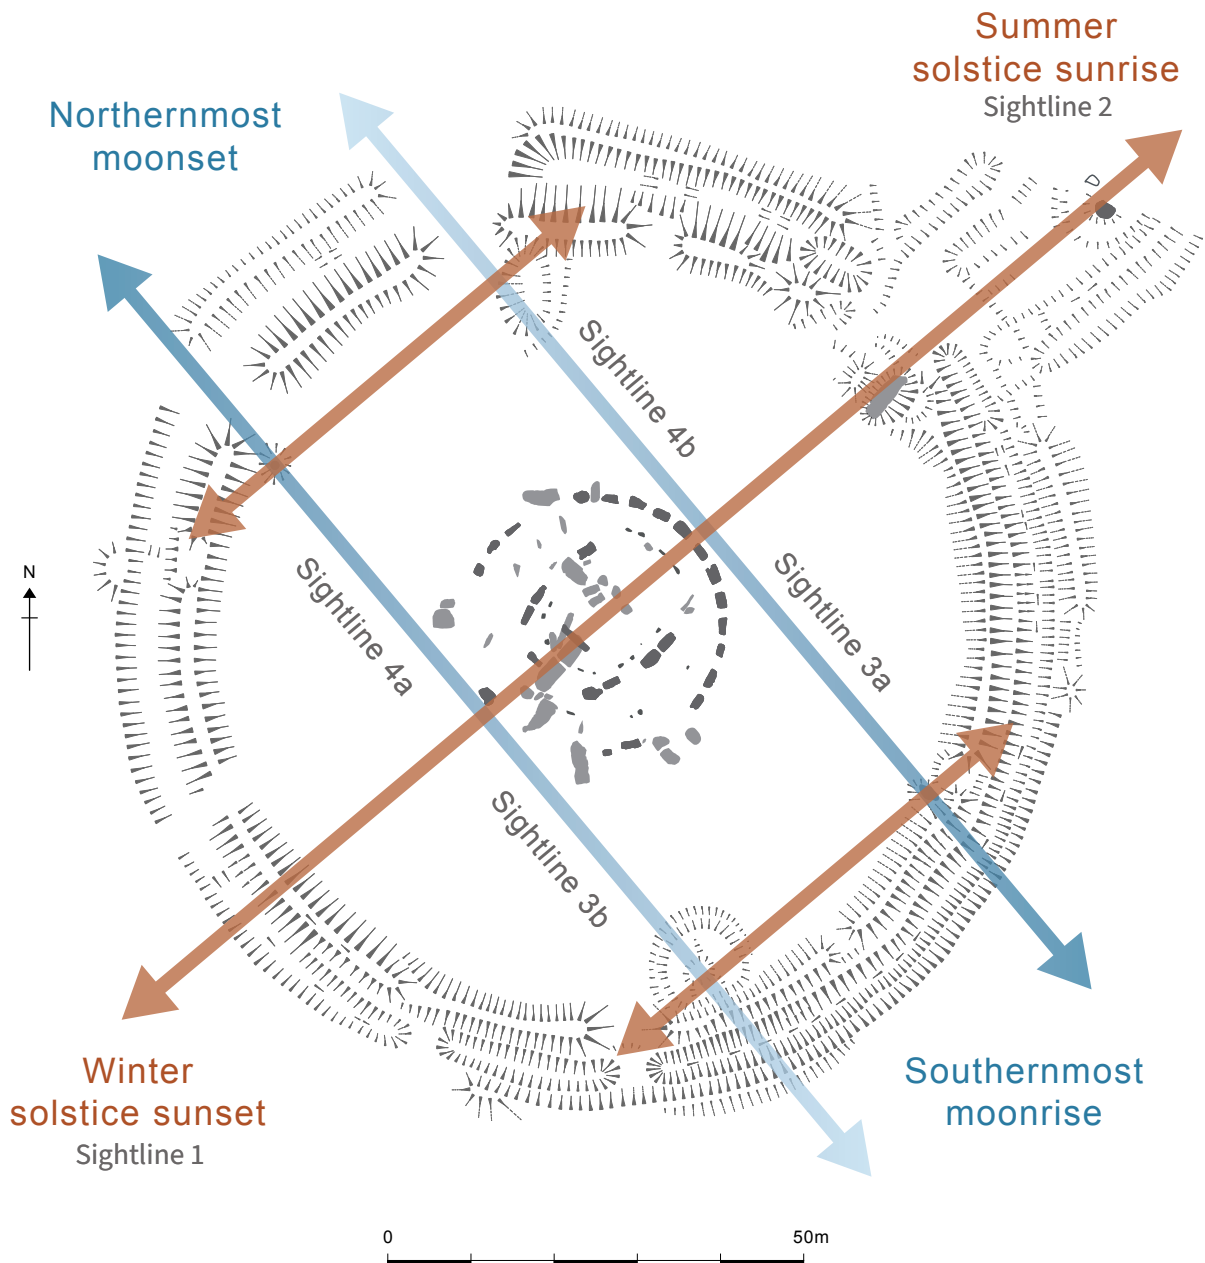 Summer
solstice sunrise
Sightline 2
Northernmost
moonset
D
Sightline 4b
N
Sightline 4a
Sightline 3a
Sightline 3b
Winter
solstice sunset
Sightline 1
Southernmost
moonrise
0
50m